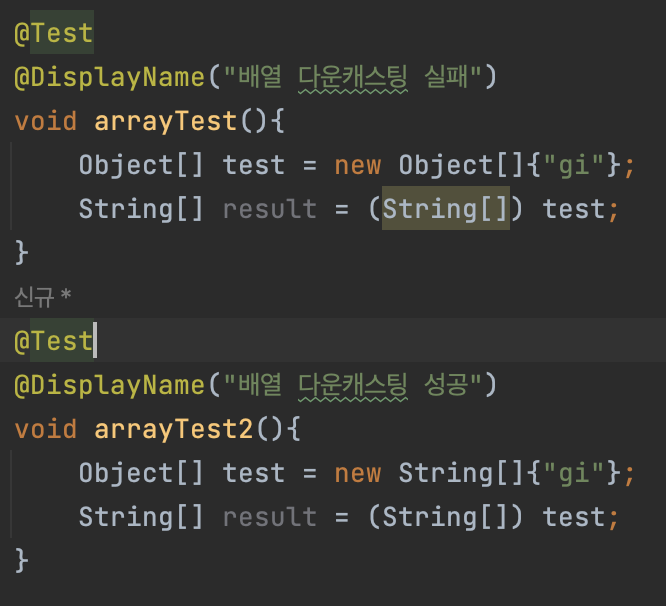 @Test
@DisplayName("배열 다운캐스팅 실패")
void arrayTest(){
    Object[] test = new Object[]{"gi"};
    String[] result = (String[]) test;
}
신규 *
@Test
@DisplayName("배열 다운캐스팅 성공")
void arrayTest2(){
    Object[] test = new String[]{"gi"};
    String[] result = (String[]) test;
}